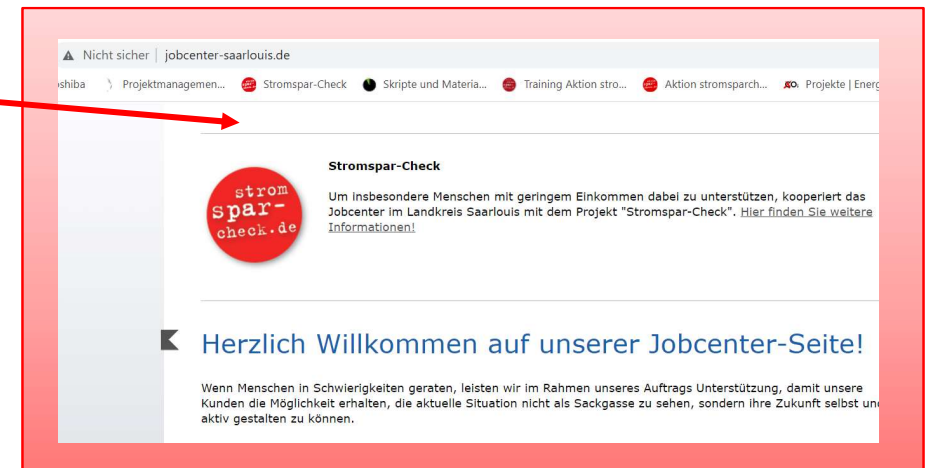 Nicht sicher | jobcenter-saarlouis.de
Projektmanagemen... Stromspar-Check Skripte und Materia... Training Aktion stro... Aktion stromsparch... Projekte | Energ
strom
spar-
check.de
Stromspar-Check
Um insbesondere Menschen mit geringem Einkommen dabei zu unterstützen, kooperiert das
Jobcenter im Landkreis Saarlouis mit dem Projekt "Stromspar-Check". Hier finden Sie weitere
Informationen!
Herzlich Willkommen auf unserer Jobcenter-Seite!
Wenn Menschen in Schwierigkeiten geraten, leisten wir im Rahmen unseres Auftrags Unterstützung, damit unsere
Kunden die Möglichkeit erhalten, die aktuelle Situation nicht als Sackgasse zu sehen, sondern ihre Zukunft selbst und
aktiv gestalten zu können.